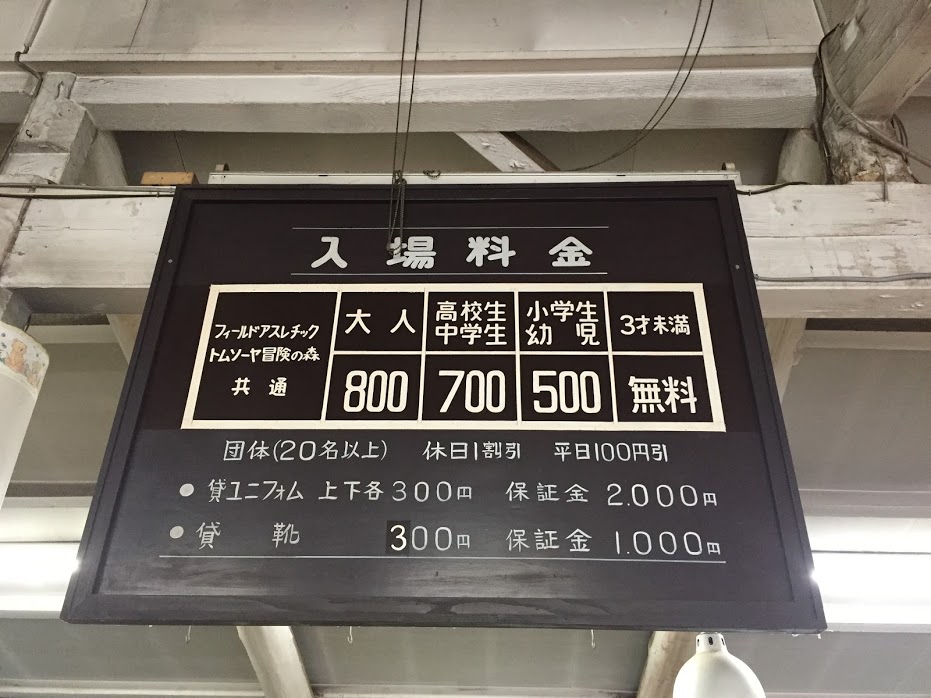 入場料金
フィールドアスレチック
トムソーヤ冒険の森
共通
大人
高校生
中学生
小学生
幼児
3才未満
800
700
500
無料
団体(20名以上) 休日1割引 平日100円引
● 貸ユニフォム 上下各300円 保証金 2.000円
● 貸靴 300円 保証金 1.000円